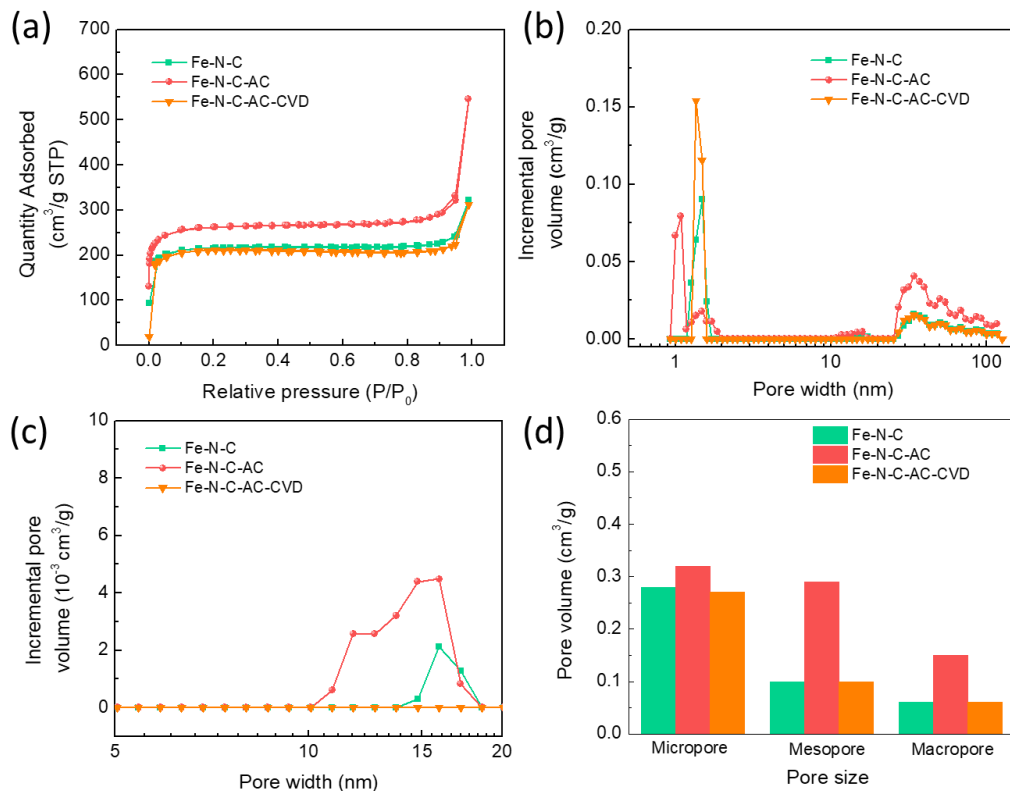 (a)
700
600
500
400
300
200
100
0
Quantity Adsorbed
(cm³/g STP)
Fe-N-C
Fe-N-C-AC
Fe-N-C-AC-CVD
0.0 0.2 0.4 0.6 0.8 1.0
Relative pressure (P/P₀)
(b)
0.20
0.15
0.10
0.05
0.00
Incremental pore
volume (cm³/g)
Fe-N-C
Fe-N-C-AC
Fe-N-C-AC-CVD
1 10 100
Pore width (nm)
(c)
10
8
6
4
2
0
Incremental pore
volume (10⁻³ cm³/g)
Fe-N-C
Fe-N-C-AC
Fe-N-C-AC-CVD
5 10 15 20
Pore width (nm)
(d)
0.6
0.5
0.4
0.3
0.2
0.1
0.0
Pore volume (cm³/g)
Fe-N-C
Fe-N-C-AC
Fe-N-C-AC-CVD
Micropore Mesopore Macropore
Pore size